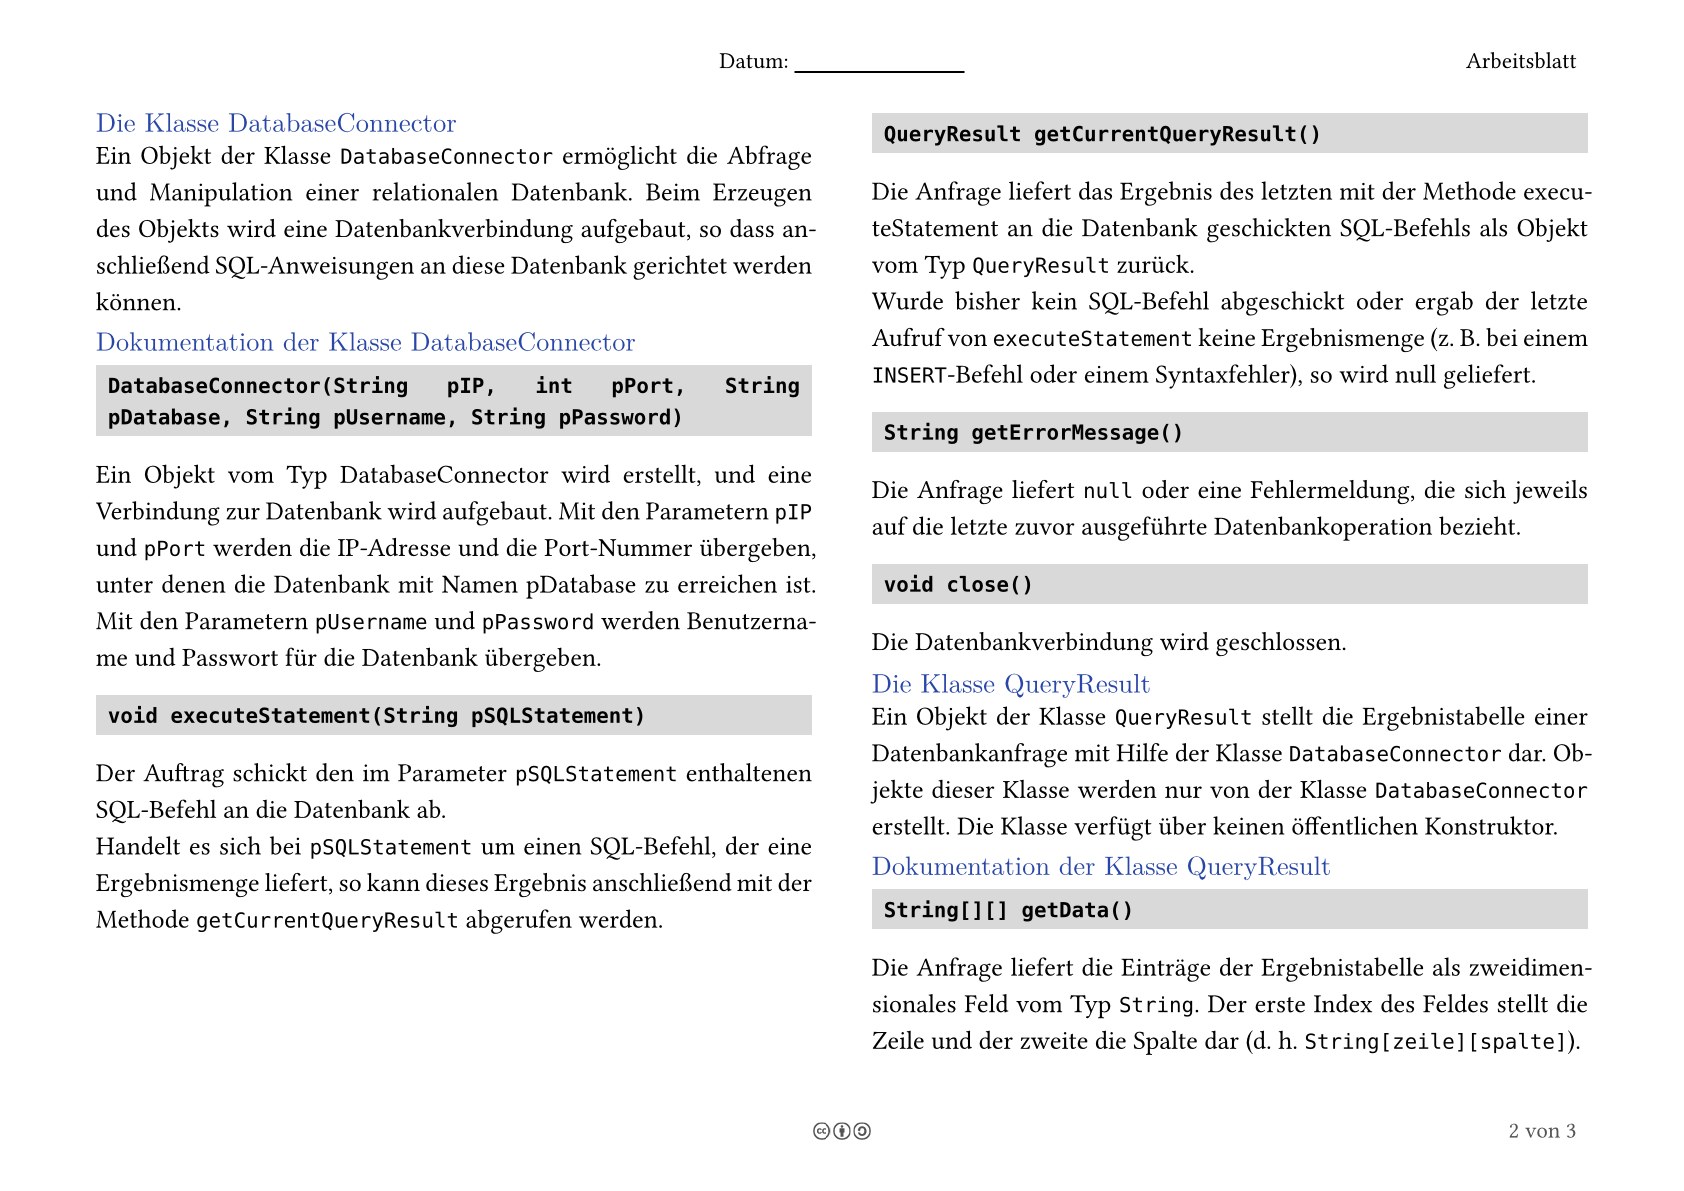 Datum: 
Arbeitsblatt
Die Klasse DatabaseConnector
Ein Objekt der Klasse DatabaseConnector ermöglicht die Abfrage
und Manipulation einer relationalen Datenbank. Beim Erzeugen
des Objekts wird eine Datenbankverbindung aufgebaut, so dass an-
schließend SQL-Anweisungen an diese Datenbank gerichtet werden
können.
Dokumentation der Klasse DatabaseConnector
DatabaseConnector(String pIP, int pPort, String
pDatabase, String pUsername, String pPassword)
Ein Objekt vom Typ DatabaseConnector wird erstellt, und eine
Verbindung zur Datenbank wird aufgebaut. Mit den Parametern pIP
und pPort werden die IP-Adresse und die Port-Nummer übergeben,
unter denen die Datenbank mit Namen pDatabase zu erreichen ist.
Mit den Parametern pUsername und pPassword werden Benutzerna-
me und Passwort für die Datenbank übergeben.
void executeStatement(String pSQLStatement)
Der Auftrag schickt den im Parameter pSQLStatement enthaltenen
SQL-Befehl an die Datenbank ab.
Handelt es sich bei pSQLStatement um einen SQL-Befehl, der eine
Ergebnismenge liefert, so kann dieses Ergebnis anschließend mit der
Methode getCurrentQueryResult abgerufen werden.
QueryResult getCurrentQueryResult()
Die Anfrage liefert das Ergebnis des letzten mit der Methode execu-
teStatement an die Datenbank geschickten SQL-Befehls als Objekt
vom Typ QueryResult zurück.
Wurde bisher kein SQL-Befehl abgeschickt oder ergab der letzte
Aufruf von executeStatement keine Ergebnismenge (z. B. bei einem
INSERT-Befehl oder einem Syntaxfehler), so wird null geliefert.
String getErrorMessage()
Die Anfrage liefert null oder eine Fehlermeldung, die sich jeweils
auf die letzte zuvor ausgeführte Datenbankoperation bezieht.
void close()
Die Datenbankverbindung wird geschlossen.
Die Klasse QueryResult
Ein Objekt der Klasse QueryResult stellt die Ergebnistabelle einer
Datenbankanfrage mit Hilfe der Klasse DatabaseConnector dar. Ob-
jekte dieser Klasse werden nur von der Klasse DatabaseConnector
erstellt. Die Klasse verfügt über keinen öffentlichen Konstruktor.
Dokumentation der Klasse QueryResult
String[][] getData()
Die Anfrage liefert die Einträge der Ergebnistabelle als zweidimen-
sionales Feld vom Typ String. Der erste Index des Feldes stellt die
Zeile und der zweite die Spalte dar (d. h. String[zeile][spalte]).
2 von 3